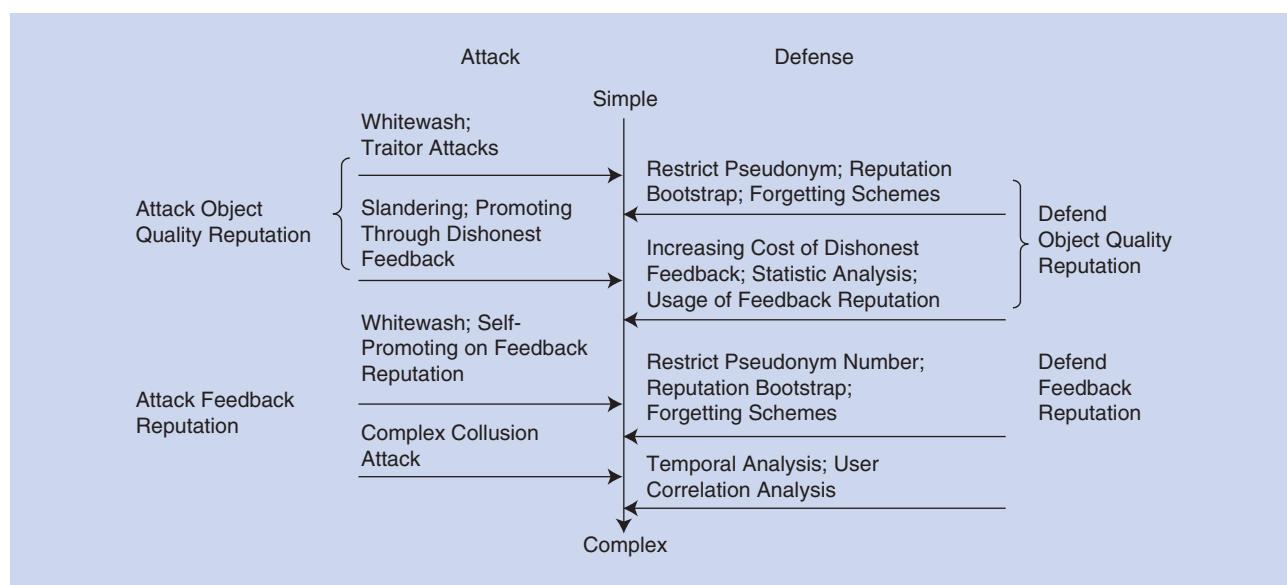 Attack
Defense
Simple
Whitewash;
Traitor Attacks
Restrict Pseudonym; Reputation
Bootstrap; Forgetting Schemes
Attack Object
Quality Reputation
Slandering; Promoting
Through Dishonest
Feedback
Defend
Object Quality
Reputation
Increasing Cost of Dishonest
Feedback; Statistic Analysis;
Usage of Feedback Reputation
Whitewash; Self-
Promoting on Feedback
Reputation
Restrict Pseudonym Number;
Reputation Bootstrap;
Forgetting Schemes
Defend
Feedback
Reputation
Attack Feedback
Reputation
Complex Collusion
Attack
Temporal Analysis; User
Correlation Analysis
Complex